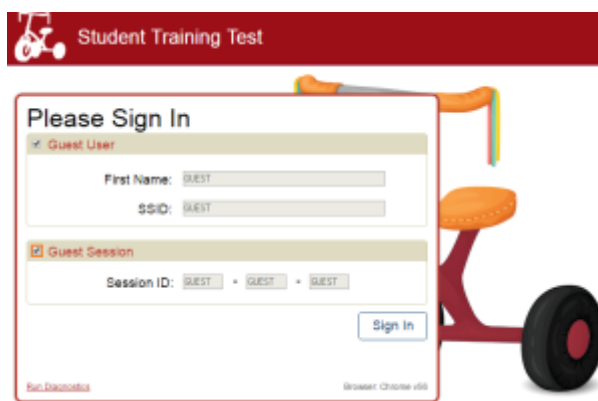 Student Training Test
Please Sign In
Guest User
First Name: GUEST
SSID: GUEST
Guest Session
Session ID: GUEST - GUEST - GUEST
Sign In
Run Diagnostics Browser: Chrome v56